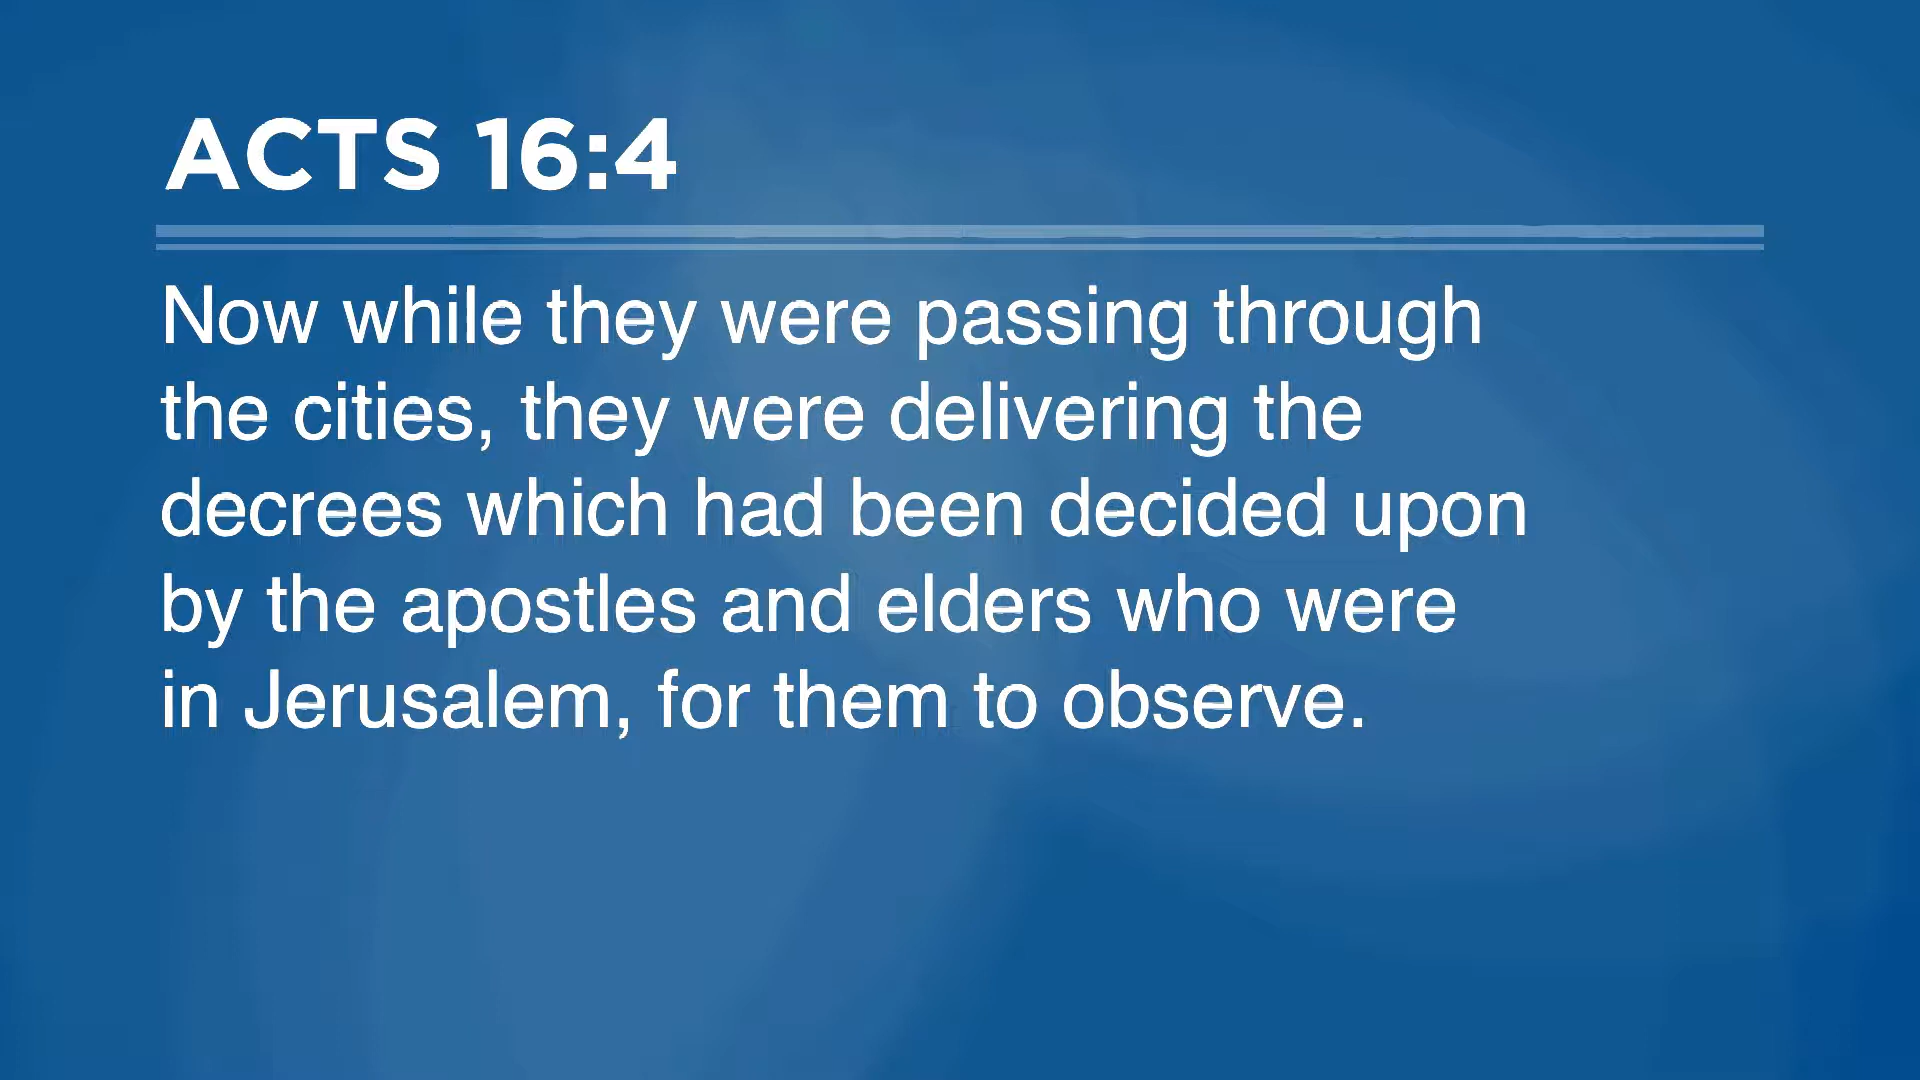 ACTS 16:4
Now while they were passing through
the cities, they were delivering the
decrees which had been decided upon
by the apostles and elders who were
in Jerusalem, for them to observe.